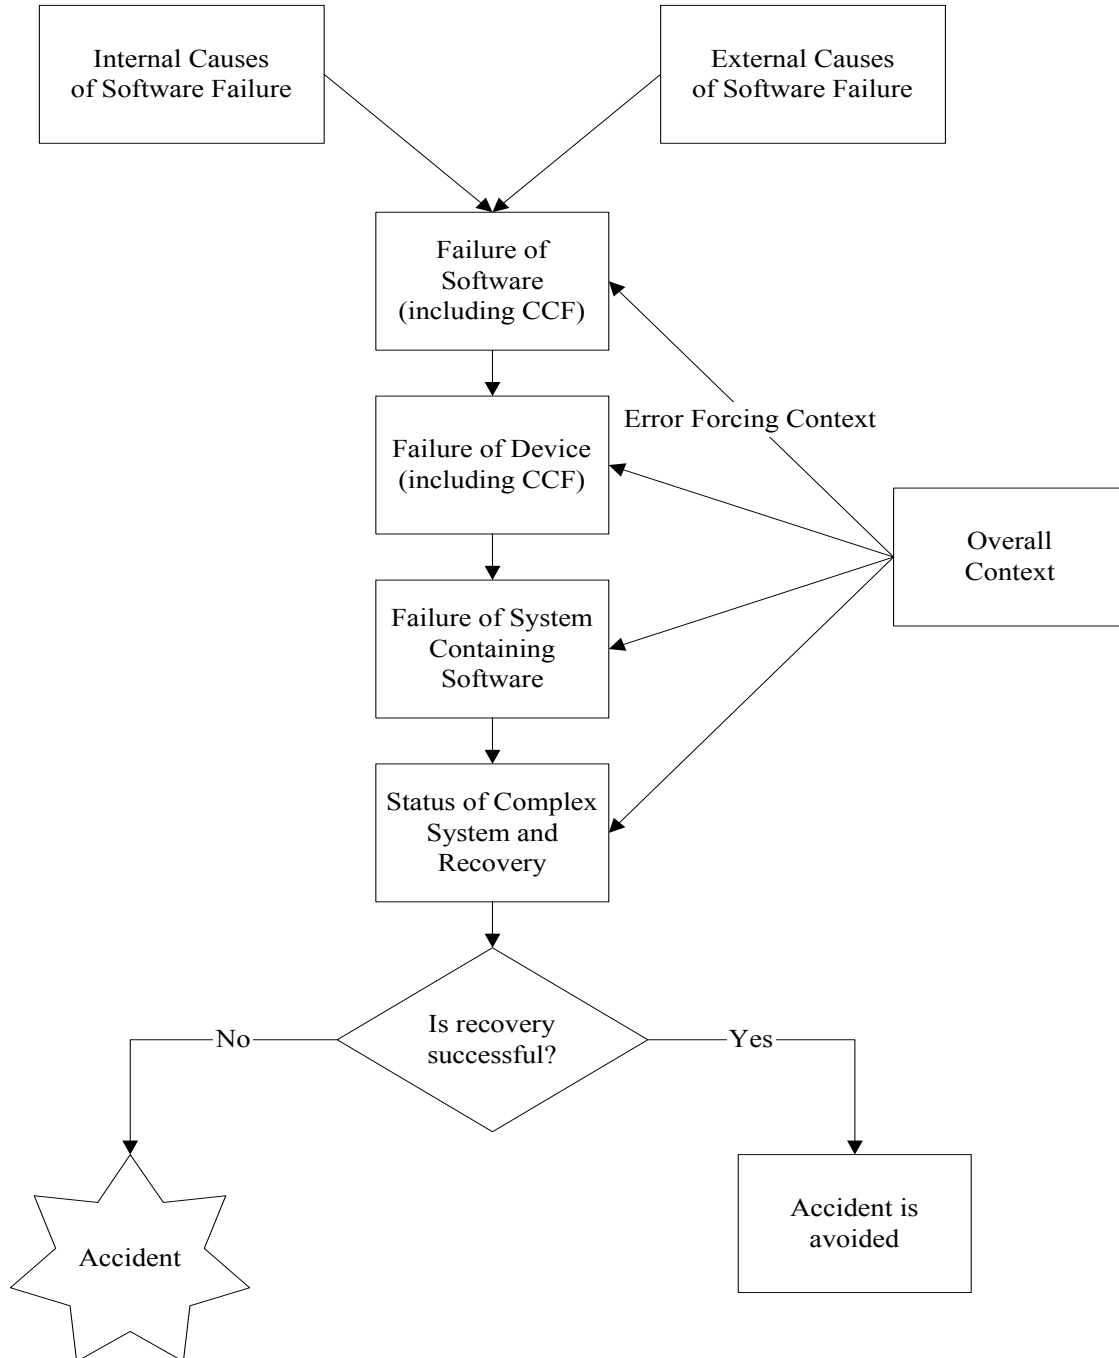 Internal Causes
of Software Failure
External Causes
of Software Failure
Failure of
Software
(including CCF)
Error Forcing Context
Failure of Device
(including CCF)
Overall
Context
Failure of System
Containing
Software
Status of Complex
System and
Recovery
Is recovery
successful?
No
Yes
Accident
Accident is
avoided